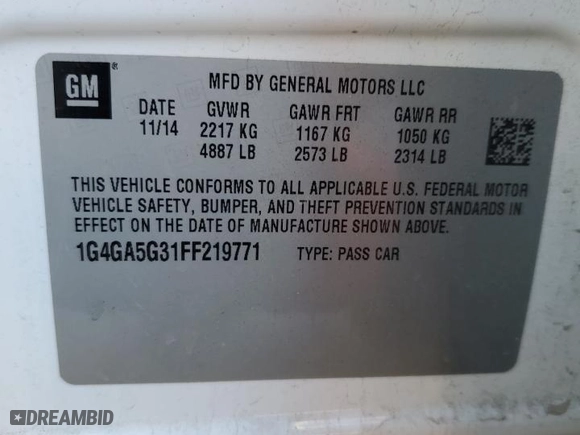 GM ®
MFD BY GENERAL MOTORS LLC
DATE GVWR GAWR FRT GAWR RR
11/14 2217 KG 1167 KG 1050 KG
4887 LB 2573 LB 2314 LB
THIS VEHICLE CONFORMS TO ALL APPLICABLE U.S. FEDERAL MOTOR
VEHICLE SAFETY, BUMPER, AND THEFT PREVENTION STANDARDS IN
EFFECT ON THE DATE OF MANUFACTURE SHOWN ABOVE.
1G4GA5G31FF219771 TYPE: PASS CAR
DREAMBID